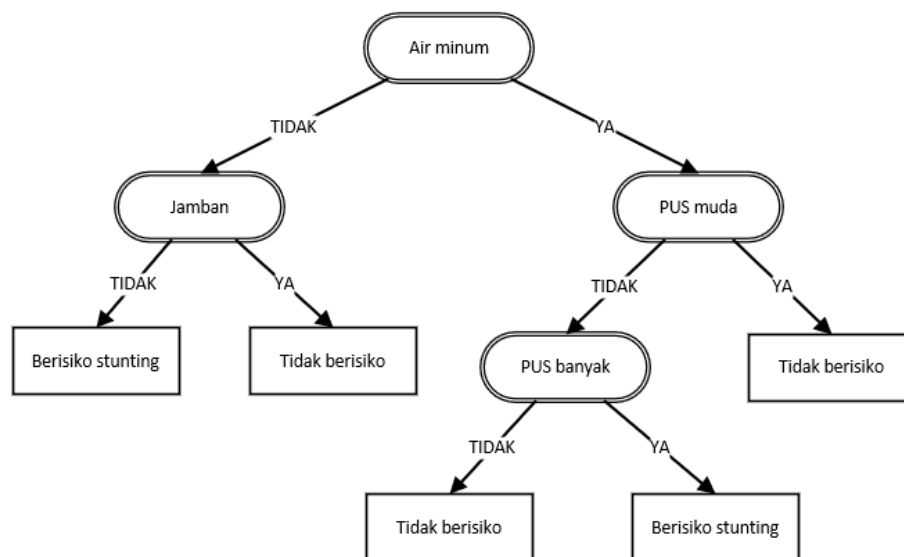 Air minum
TIDAK
YA
Jamban
PUS muda
TIDAK
YA
TIDAK
YA
Berisiko stunting
Tidak berisiko
PUS banyak
Tidak berisiko
TIDAK
YA
Tidak berisiko
Berisiko stunting